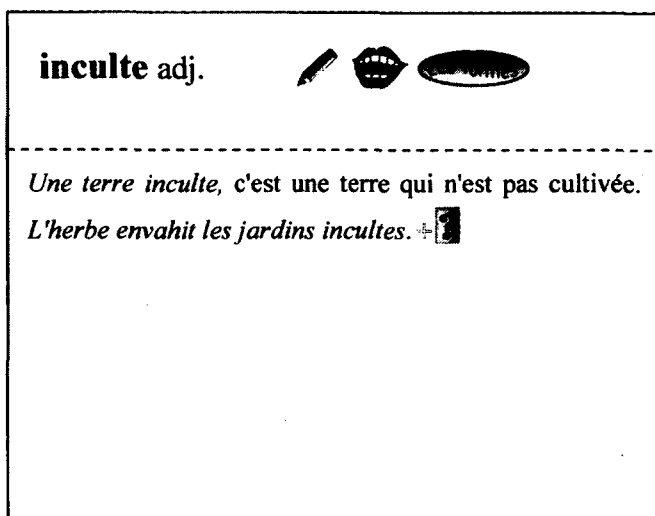 inculte adj.
Une terre inculte, c'est une terre qui n'est pas cultivée.
L'herbe envahit les jardins incultes. +